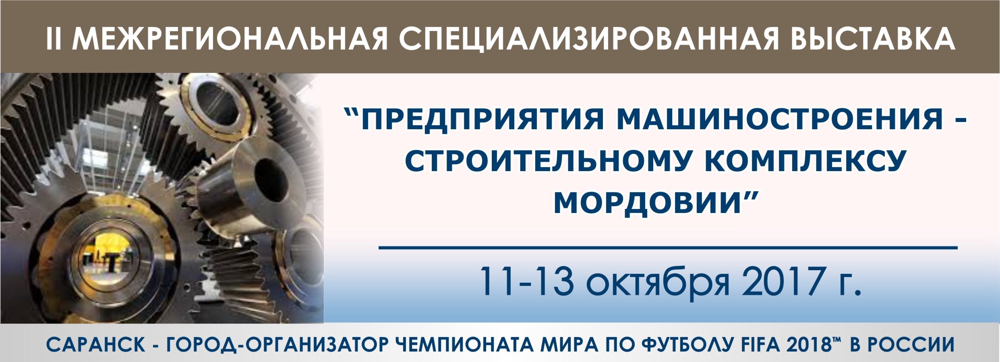 II МЕЖРЕГИОНАЛЬНАЯ СПЕЦИАЛИЗИРОВАННАЯ ВЫСТАВКА
“ПРЕДПРИЯТИЯ МАШИНОСТРОЕНИЯ -
СТРОИТЕЛЬНОМУ КОМПЛЕКСУ
МОРДОВИИ”
11-13 октября 2017 г.
САРАНСК - ГОРОД-ОРГАНИЗАТОР ЧЕМПИОНАТА МИРА ПО ФУТБОЛУ FIFA 2018™ В РОССИИ